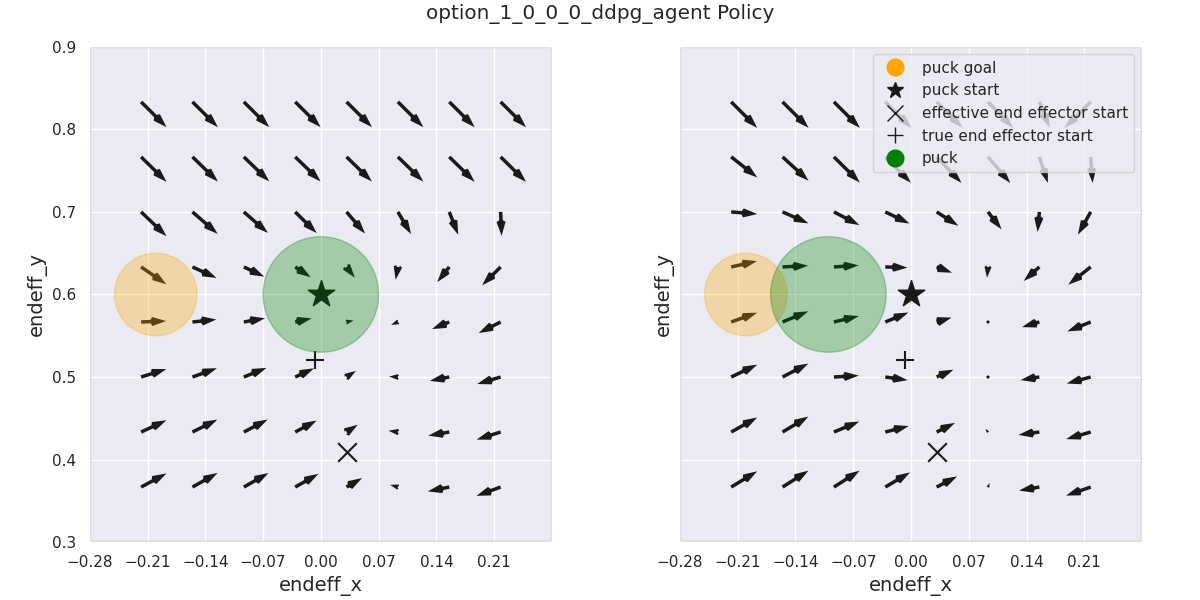 option_1_0_0_0_ddpg_agent Policy
endeff_y
0.9
0.8
0.7
0.6
0.5
0.4
0.3
−0.28 −0.21 −0.14 −0.07 0.00 0.07 0.14 0.21
endeff_x
puck goal
puck start
effective end effector start
true end effector start
puck
endeff_y
−0.28 −0.21 −0.14 −0.07 0.00 0.07 0.14 0.21
endeff_x